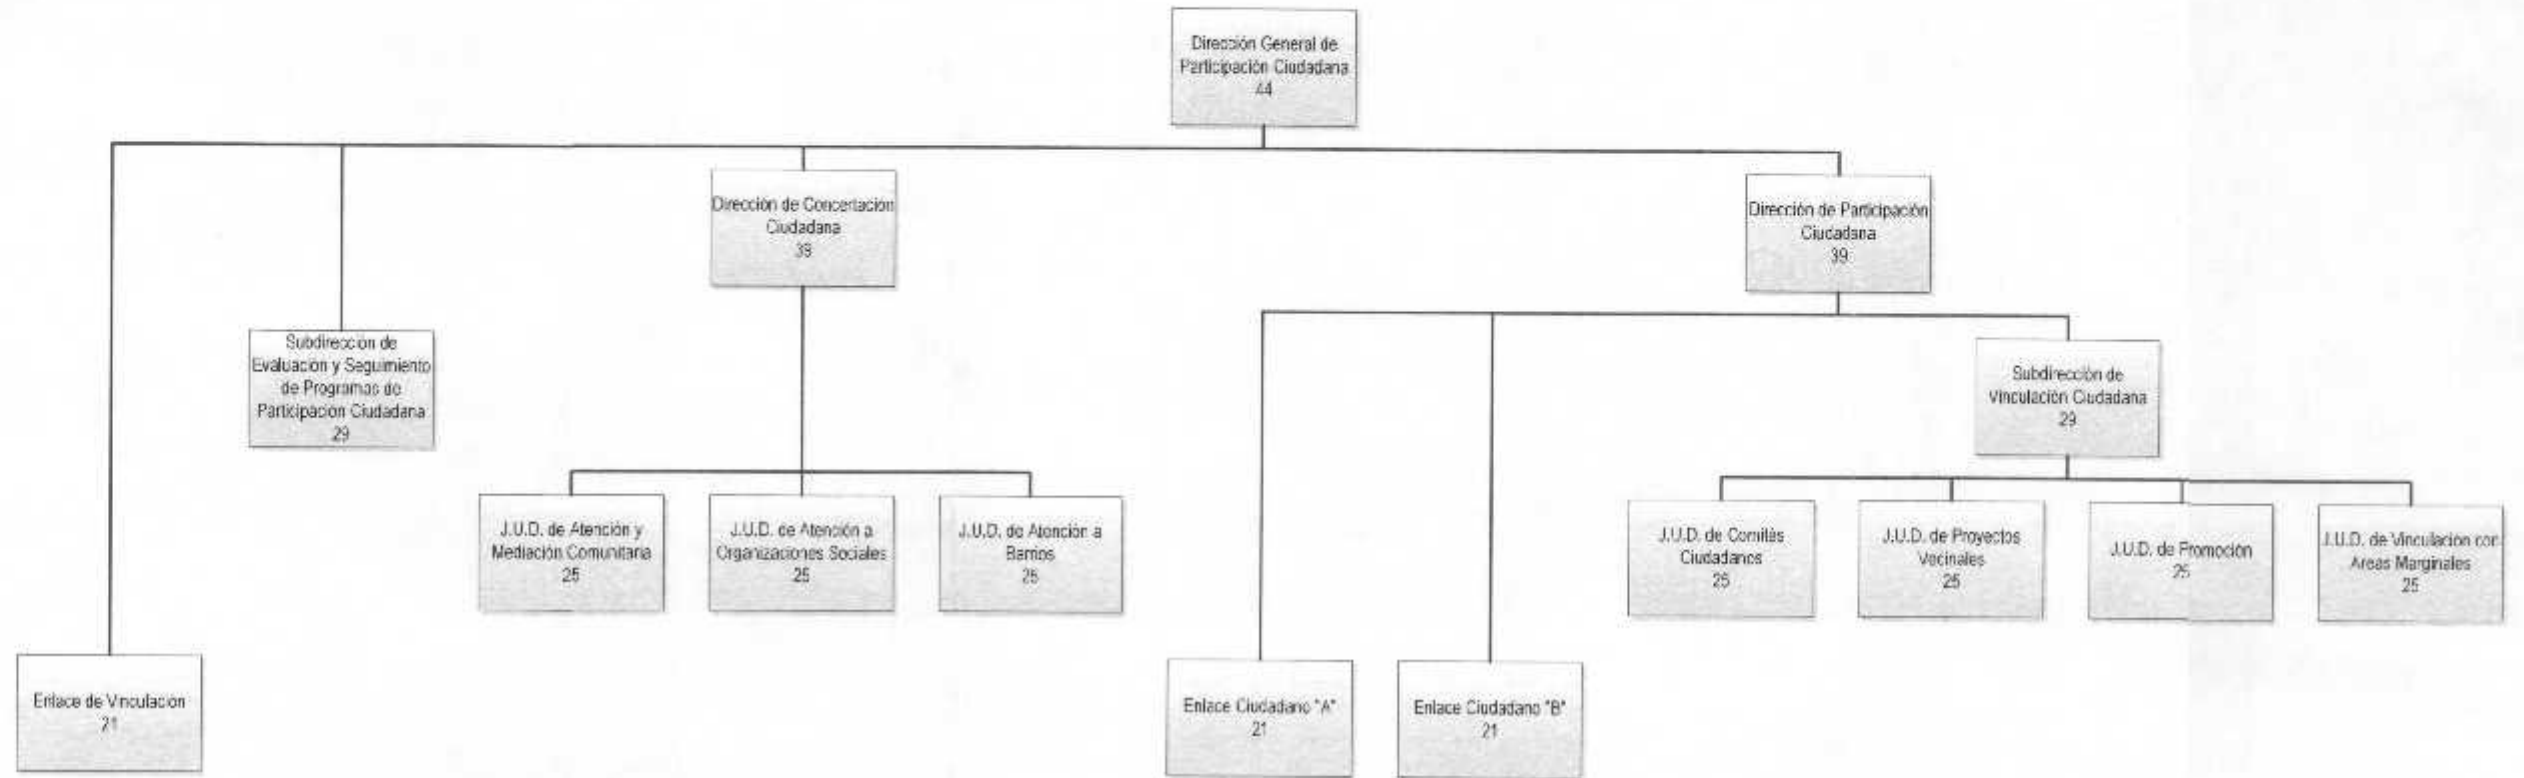 Dirección General de
Participación Ciudadana
44
Dirección de Concertación
Ciudadana
39
Dirección de Participación
Ciudadana
39
Subdirección de
Evaluación y Seguimiento
de Programas de
Participación Ciudadana
29
Subdirección de
Vinculación Ciudadana
29
J.U.D. de Atención y
Mediación Comunitaria
25
J.U.D. de Atención a
Organizaciones Sociales
25
J.U.D. de Atención a
Barrios
25
J.U.D. de Comités
Ciudadanos
25
J.U.D. de Proyectos
Vecinales
25
J.U.D. de Promoción
25
J.U.D. de Vinculación con
Areas Marginales
25
Enlace de Vinculación
21
Enlace Ciudadano "A"
21
Enlace Ciudadano "B"
21